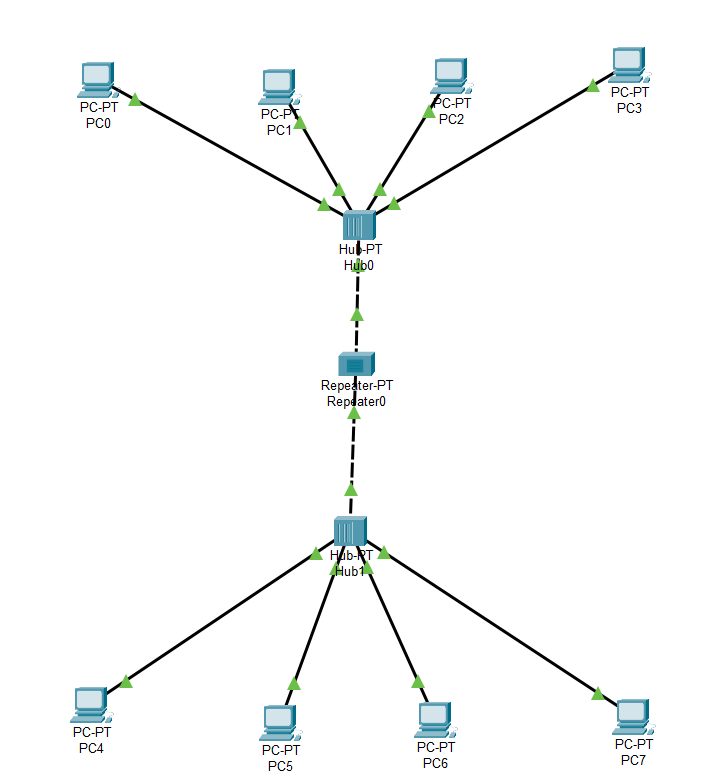 PC-PT
PC0
PC-PT
PC1
PC-PT
PC2
PC-PT
PC3
Hub-PT
Hub0
Repeater-PT
Repeater0
Hub-PT
Hub1
PC-PT
PC4
PC-PT
PC5
PC-PT
PC6
PC-PT
PC7